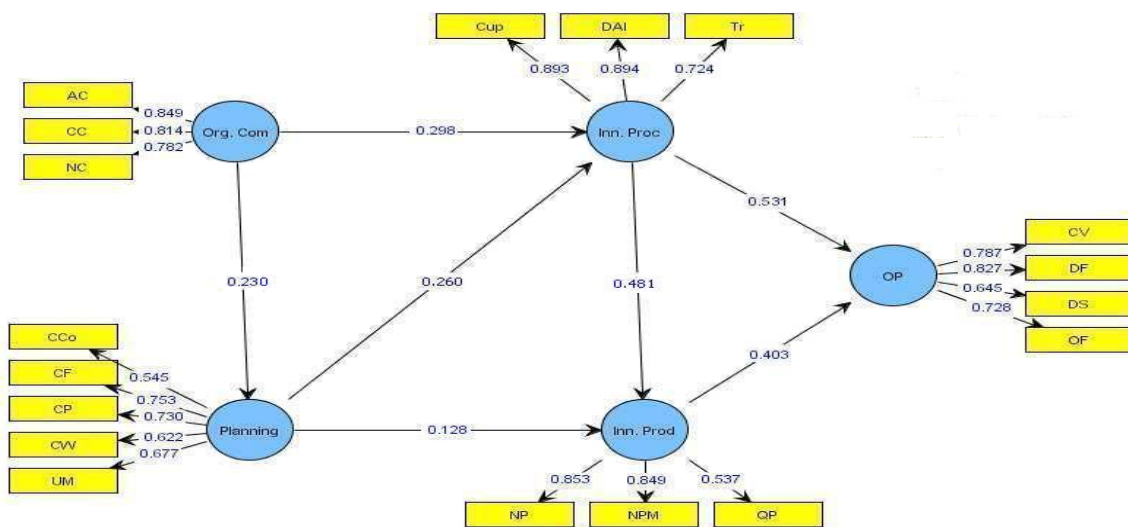 Cup
DAI
Tr
0.893
0.894
0.724
AC
CC
NC
0.849
0.814
0.782
Org. Com
0.298
Inn. Proc
0.531
0.230
0.260
0.481
OP
0.787
0.827
0.645
0.728
CV
DF
DS
OF
0.403
CCo
CF
CP
CW
UM
0.545
0.753
0.730
0.622
0.677
Planning
0.128
Inn. Prod
0.853
0.849
0.537
NP
NPM
QP